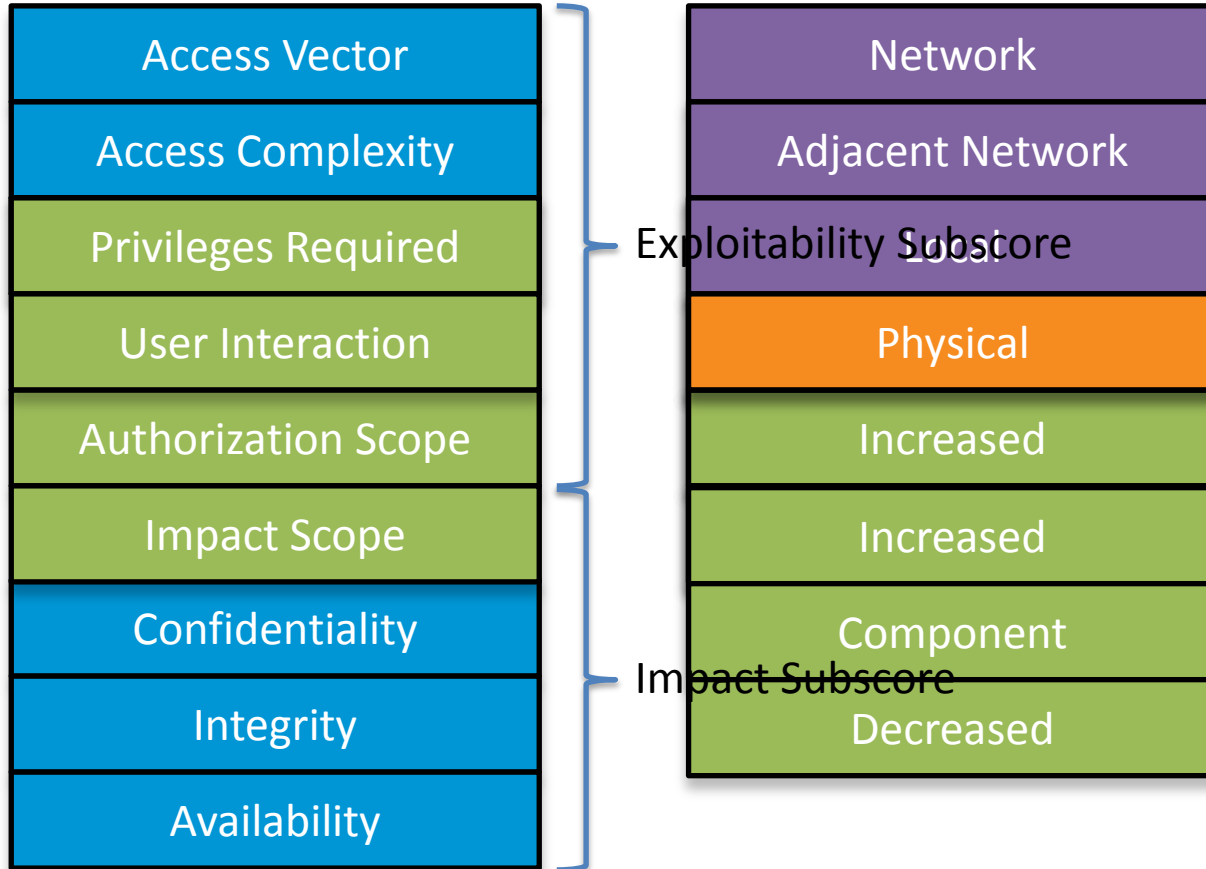 Access Vector
Access Complexity
Privileges Required
User Interaction
Authorization Scope
Impact Scope
Confidentiality
Integrity
Availability
Exploitability Subscore
Impact Subscore
Network
Adjacent Network
Local
Physical
Increased
Increased
Component
Decreased